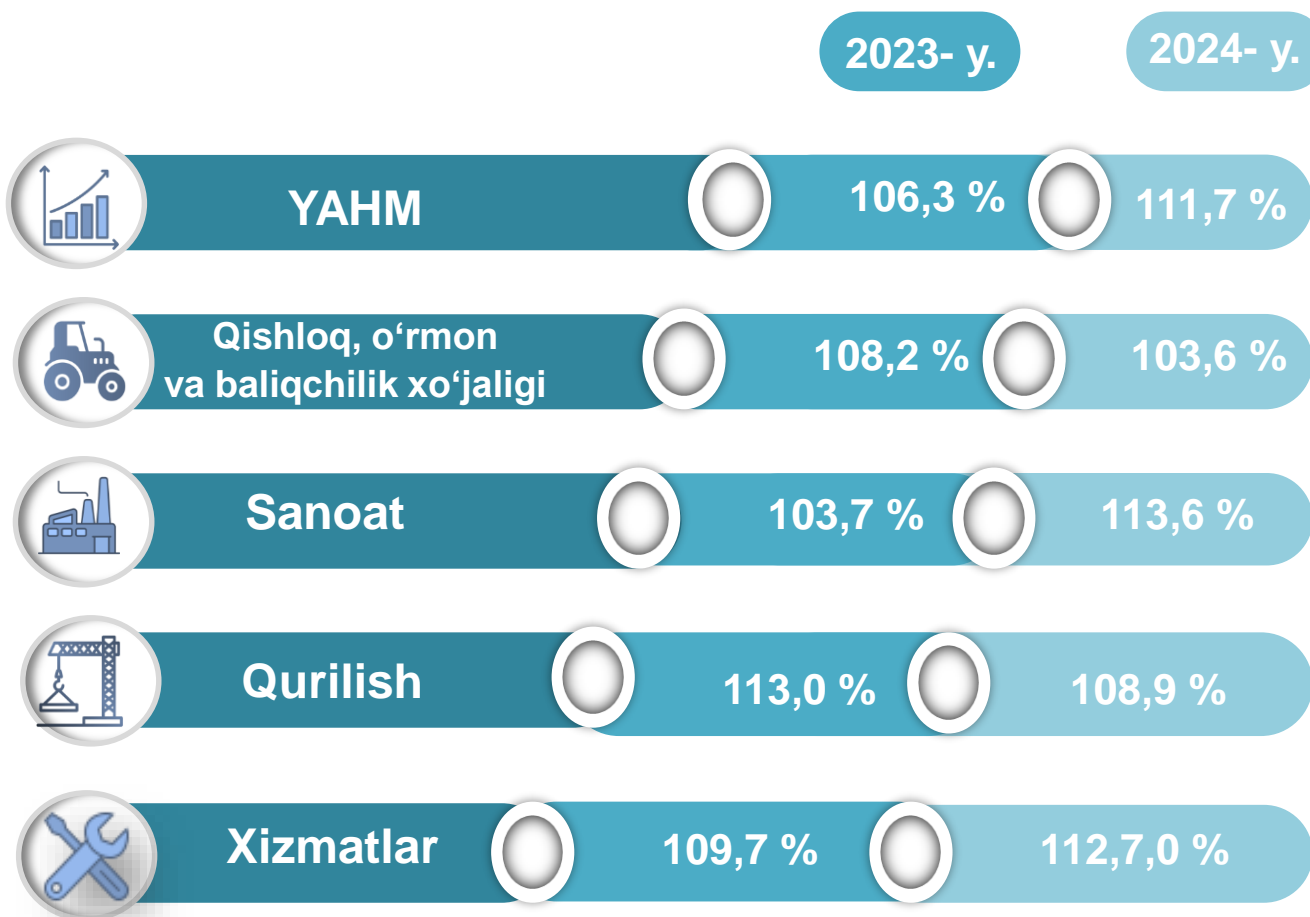 2023- y. 2024- y.
YAHM 106,3 % 111,7 %
Qishloq, o‘rmon
va baliqchilik xo‘jaligi 108,2 % 103,6 %
Sanoat 103,7 % 113,6 %
Qurilish 113,0 % 108,9 %
Xizmatlar 109,7 % 112,7,0 %